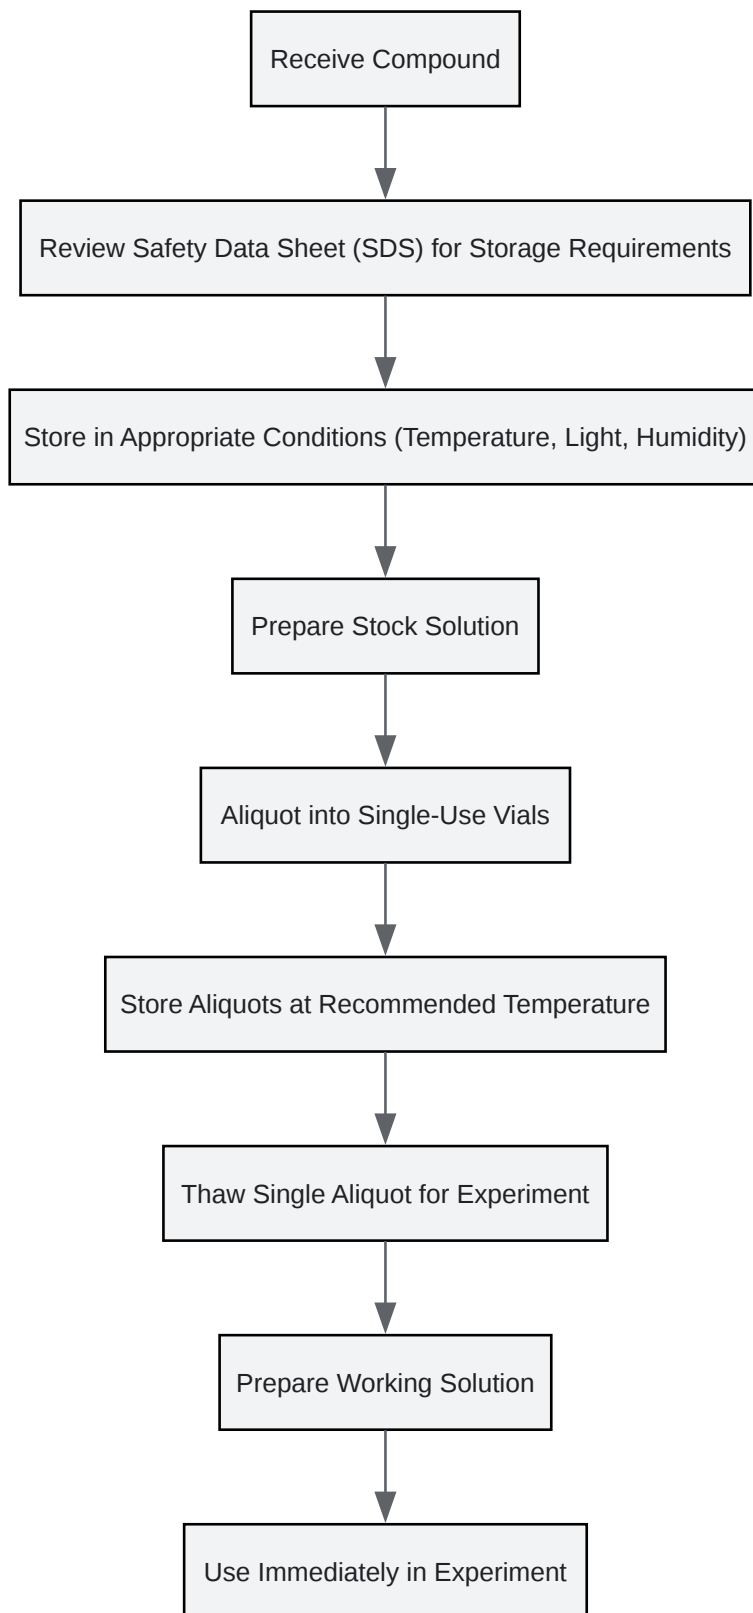 Receive Compound
Review Safety Data Sheet (SDS) for Storage Requirements
Store in Appropriate Conditions (Temperature, Light, Humidity)
Prepare Stock Solution
Aliquot into Single-Use Vials
Store Aliquots at Recommended Temperature
Thaw Single Aliquot for Experiment
Prepare Working Solution
Use Immediately in Experiment